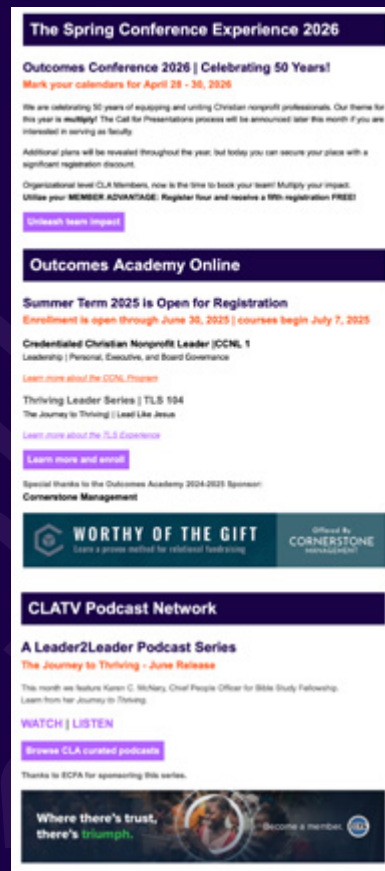 The Spring Conference Experience 2026
Outcomes Conference 2026 | Celebrating 50 Years!
Mark your calendars for April 28 - 30, 2026
We are celebrating 50 years of equipping and uniting Christian nonprofit professionals. Our theme for
this year is multiply! The Call for Presentations process will be announced later this month if you are
interested in serving as faculty.
Additional plans will be revealed throughout the year, but today you can secure your place with a
significant registration discount.
Organizational level CLA Members, now is the time to book your team! Multiply your impact.
Utilize your MEMBER ADVANTAGE: Register four and receive a fifth registration FREE!
Unleash team impact
Outcomes Academy Online
Summer Term 2025 is Open for Registration
Enrollment is open through June 30, 2025 | courses begin July 7, 2025
Credentialed Christian Nonprofit Leader |CCNL 1
Leadership | Personal, Executive, and Board Governance
Learn more about the CCNL Program
Thriving Leader Series | TLS 104
The Journey to Thriving| | Lead Like Jesus
Learn more about the TLS Experience
Learn more and enroll
Special thanks to the Outcomes Academy 2024-2025 Sponsor:
Cornerstone Management
WORTHY OF THE GIFT
Learn a proven method for relational fundraising
Offered By
CORNERSTONE
MANAGEMENT
CLATV Podcast Network
A Leader2Leader Podcast Series
The Journey to Thriving - June Release
This month we feature Karen C. McNary, Chief People Officer for Bible Study Fellowship.
Learn from her Journey to Thriving.
WATCH | LISTEN
Browse CLA curated podcasts
Thanks to ECFA for sponsoring this series.
Where there's trust,
there's triumph.
Become a member.